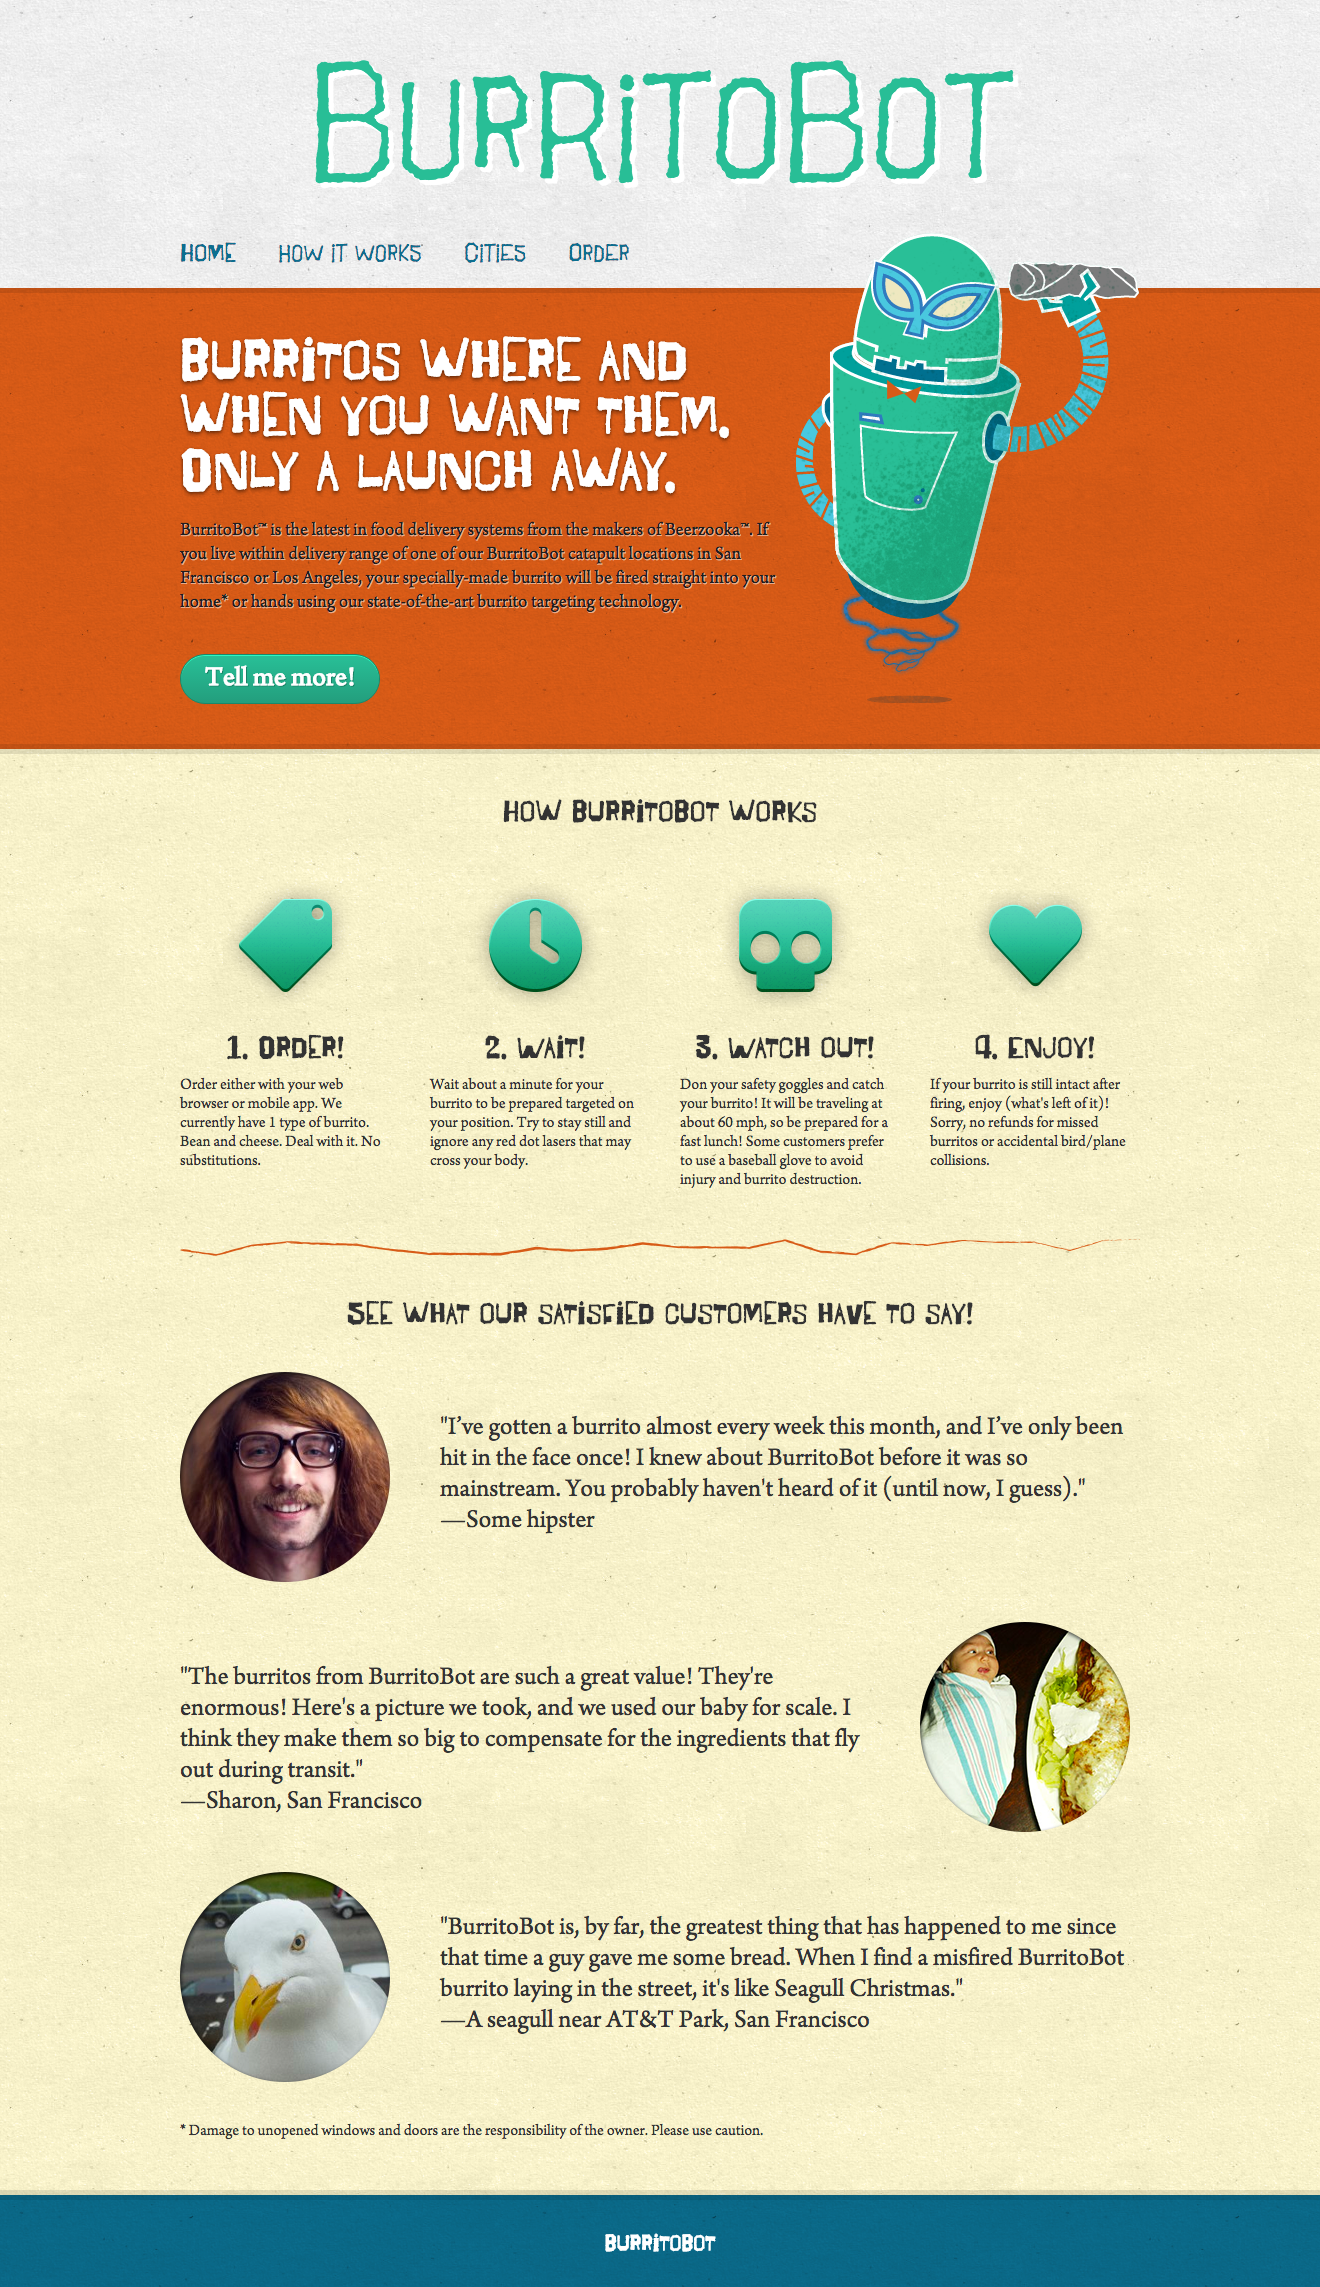 BURRiTOBOT
HOME HOW iT WORKS CiTiES ORDER
BURRiTOS WHERE AND
WHEN YOU WANT THEM.
ONLY A LAUNCH AWAY.
BurritoBot™ is the latest in food delivery systems from the makers of Beerzooka™. If
you live within delivery range of one of our BurritoBot catapult locations in San
Francisco or Los Angeles, your specially-made burrito will be fired straight into your
home* or hands using our state-of-the-art burrito targeting technology.
Tell me more!
HOW BURRiTOBOT WORKS
1. ORDER!
Order either with your web
browser or mobile app. We
currently have 1 type of burrito.
Bean and cheese. Deal with it. No
substitutions.
2. WAiT!
Wait about a minute for your
burrito to be prepared targeted on
your position. Try to stay still and
ignore any red dot lasers that may
cross your body.
3. WATCH OUT!
Don your safety goggles and catch
your burrito! It will be traveling at
about 60 mph, so be prepared for a
fast lunch! Some customers prefer
to use a baseball glove to avoid
injury and burrito destruction.
4. ENJOY!
If your burrito is still intact after
firing, enjoy (what's left of it)!
Sorry, no refunds for missed
burritos or accidental bird/plane
collisions.
SEE WHAT OUR SATiSFiED CUSTOMERS HAVE TO SAY!
"I’ve gotten a burrito almost every week this month, and I’ve only been
hit in the face once! I knew about BurritoBot before it was so
mainstream. You probably haven't heard of it (until now, I guess)."
—Some hipster
"The burritos from BurritoBot are such a great value! They're
enormous! Here's a picture we took, and we used our baby for scale. I
think they make them so big to compensate for the ingredients that fly
out during transit."
—Sharon, San Francisco
"BurritoBot is, by far, the greatest thing that has happened to me since
that time a guy gave me some bread. When I find a misfired BurritoBot
burrito laying in the street, it's like Seagull Christmas."
—A seagull near AT&T Park, San Francisco
* Damage to unopened windows and doors are the responsibility of the owner. Please use caution.
BURRiTOBOT